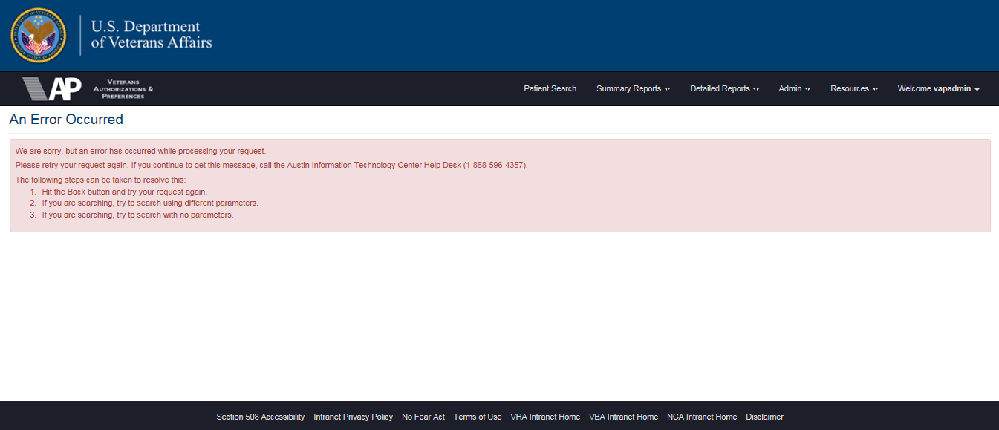 U.S. Department
of Veterans Affairs
VAP
VETERANS
AUTHORIZATIONS &
PREFERENCES
Patient Search Summary Reports Detailed Reports Admin Resources Welcome vapadmin
An Error Occurred
We are sorry, but an error has occurred while processing your request.
Please retry your request again. If you continue to get this message, call the Austin Information Technology Center Help Desk (1-888-596-4357).
The following steps can be taken to resolve this:
1. Hit the Back button and try your request again.
2. If you are searching, try to search using different parameters.
3. If you are searching, try to search with no parameters.
Section 508 Accessibility Intranet Privacy Policy No Fear Act Terms of Use VHA Intranet Home VBA Intranet Home NCA Intranet Home Disclaimer